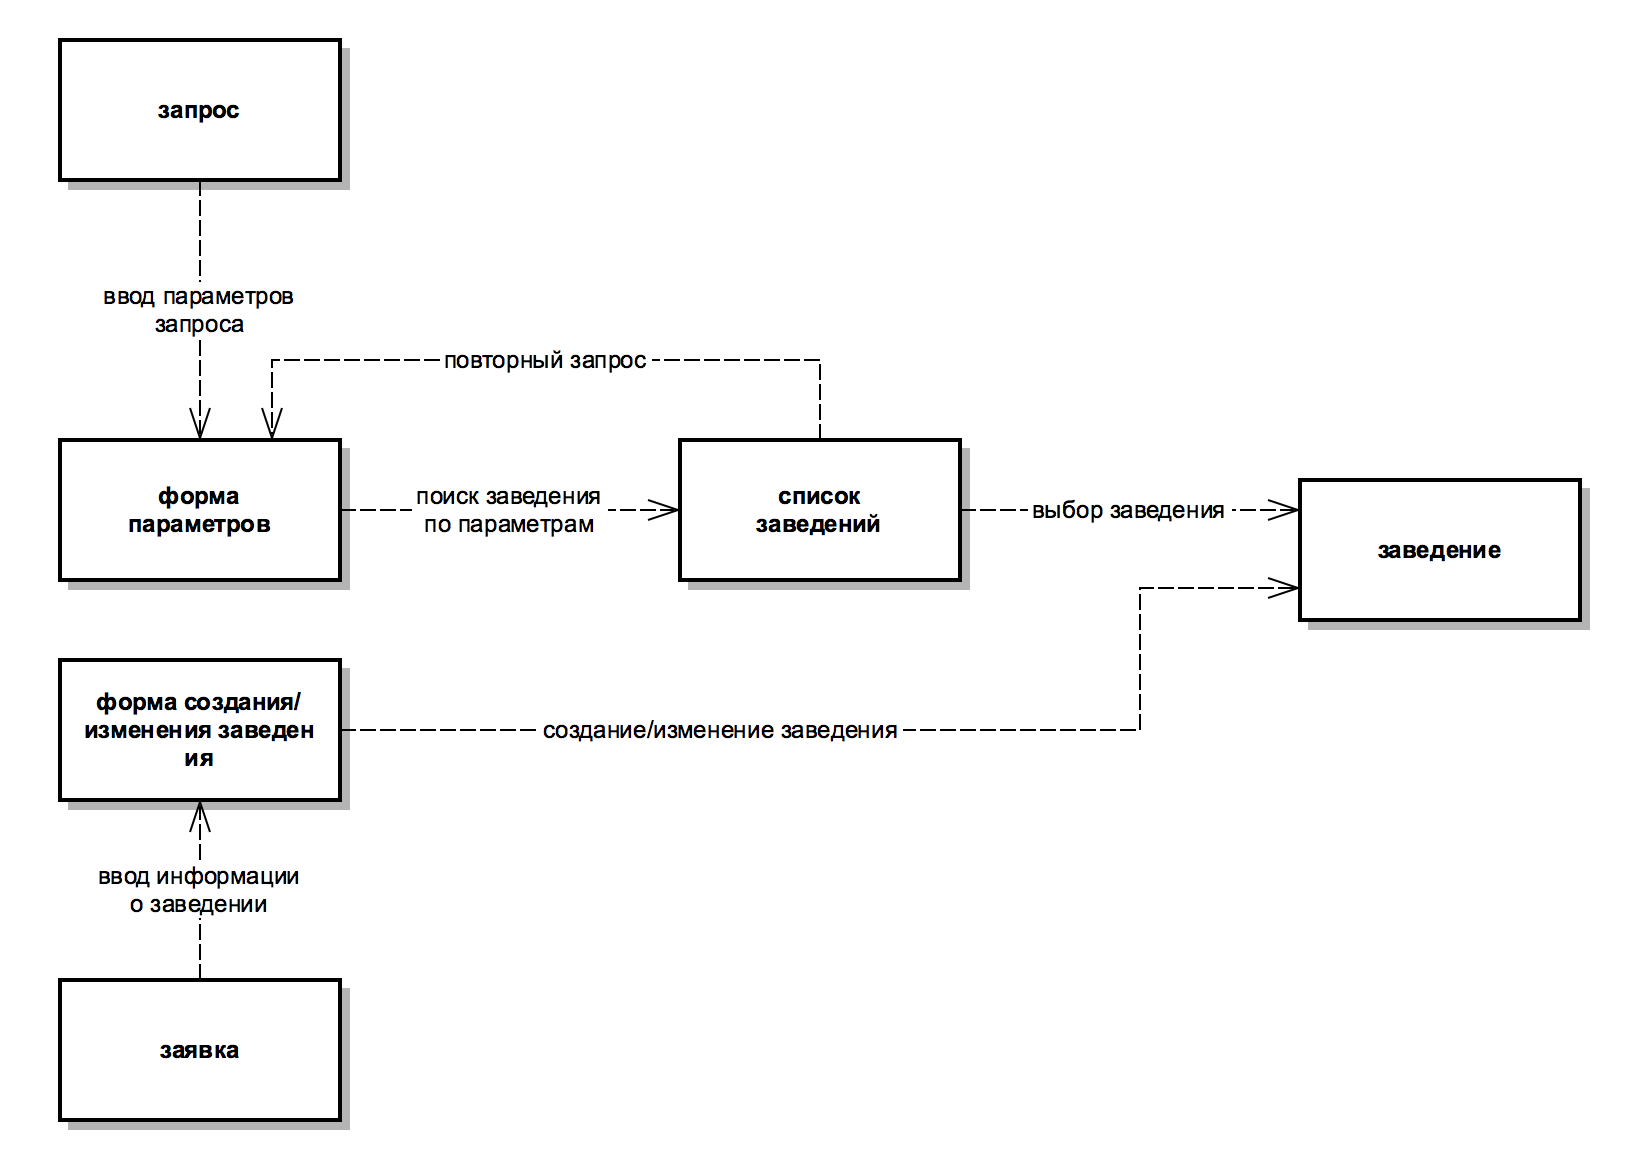 запрос
ввод параметров
запроса
повторный запрос
форма
параметров
поиск заведения
по параметрам
список
заведений
выбор заведения
заведение
форма создания/
изменения заведен
ия
создание/изменение заведения
ввод информации
о заведении
заявка